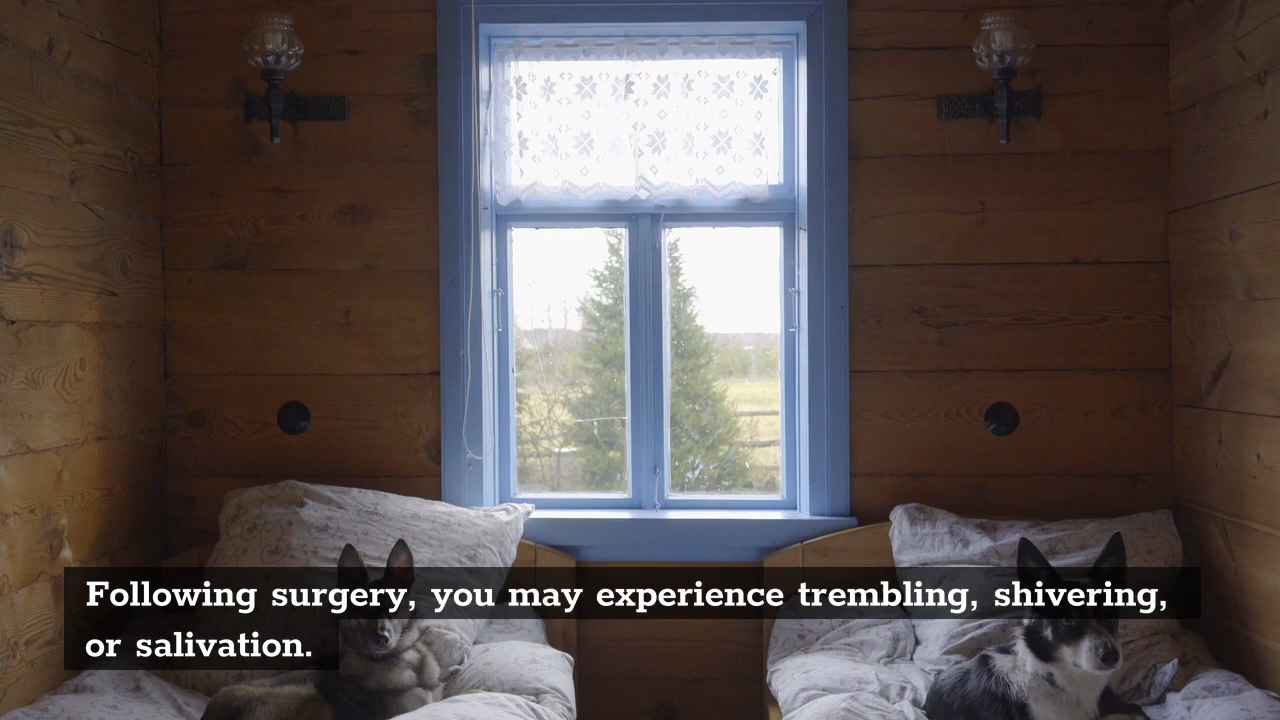 Following surgery, you may experience trembling, shivering,
or salivation.